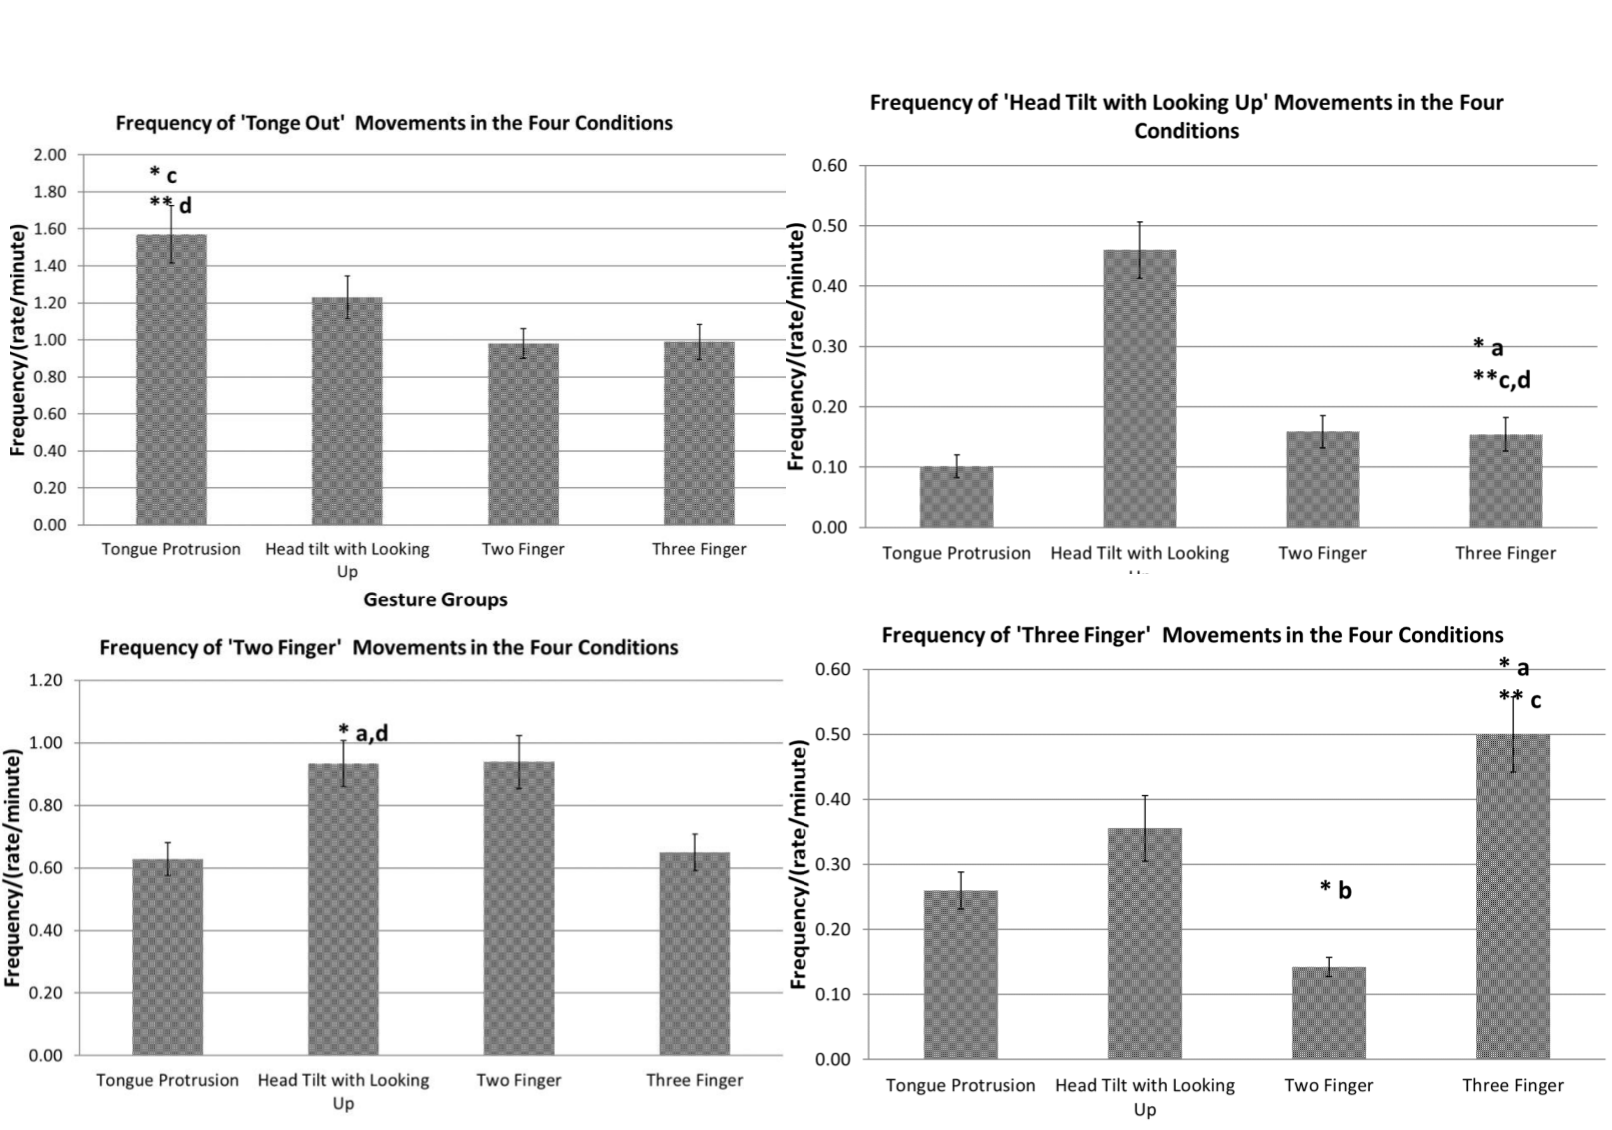 Frequency of 'Tonge Out' Movements in the Four Conditions
2.00
1.80
1.60
1.40
1.20
1.00
0.80
0.60
0.40
0.20
0.00
Frequency/(rate/minute)
* c
** d
Tongue Protrusion
Head tilt with Looking
Up
Two Finger
Three Finger
Gesture Groups
Frequency of 'Head Tilt with Looking Up' Movements in the Four
Conditions
0.60
0.50
0.40
0.30
0.20
0.10
0.00
Frequency/(rate/minute)
* a
**c,d
Tongue Protrusion
Head Tilt with Looking
Two Finger
Three Finger
Frequency of 'Two Finger' Movements in the Four Conditions
1.20
1.00
0.80
0.60
0.40
0.20
0.00
Frequency/(rate/minute)
* a,d
Tongue Protrusion
Head Tilt with Looking
Up
Two Finger
Three Finger
Frequency of 'Three Finger' Movements in the Four Conditions
0.60
0.50
0.40
0.30
0.20
0.10
0.00
Frequency/(rate/minute)
* b
* a
** c
Tongue Protrusion
Head Tilt with Looking
Up
Two Finger
Three Finger